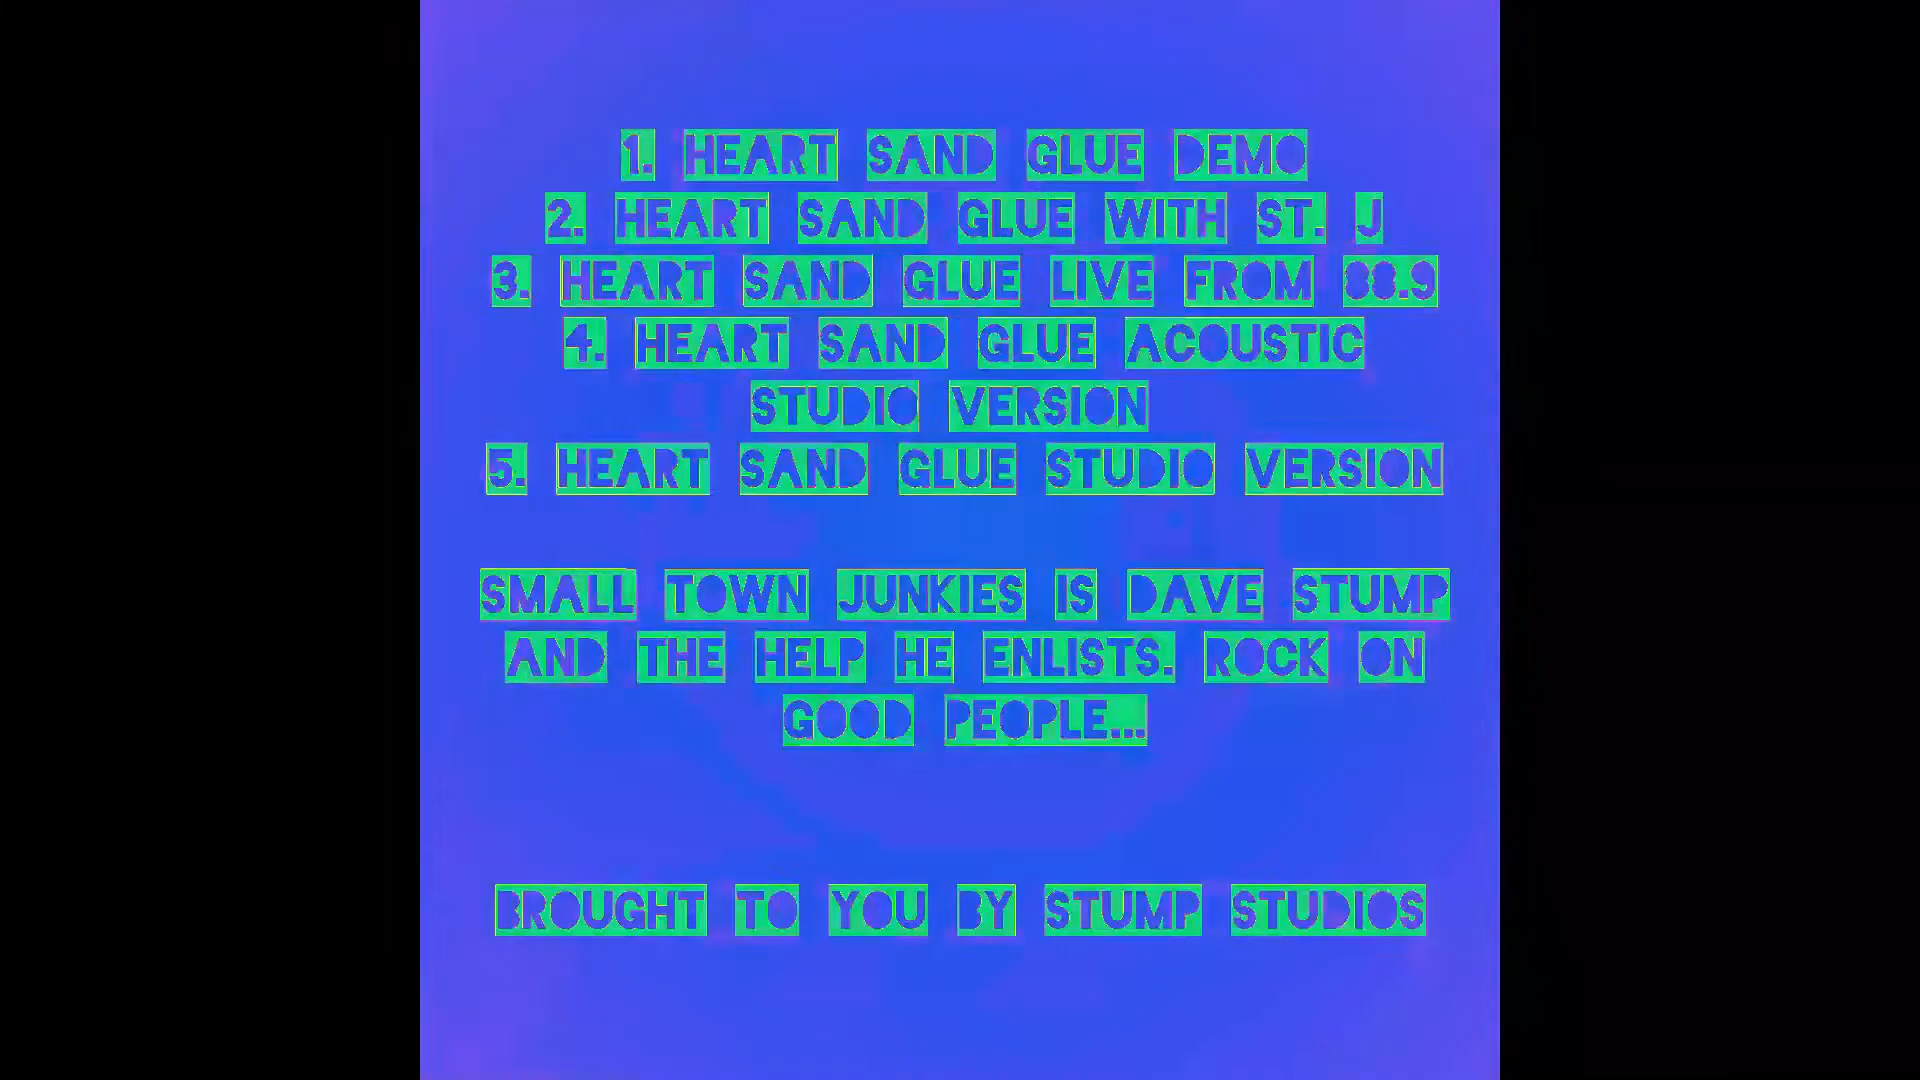 1. HEART SAND GLUE DEMO
2. HEART SAND GLUE WITH ST. J
3. HEART SAND GLUE LIVE FROM 88.9
4. HEART SAND GLUE ACOUSTIC
STUDIO VERSION
5. HEART SAND GLUE STUDIO VERSION
SMALL TOWN JUNKIES IS DAVE STUMP
AND THE HELP HE ENLISTS. ROCK ON
GOOD PEOPLE...
BROUGHT TO YOU BY STUMP STUDIOS